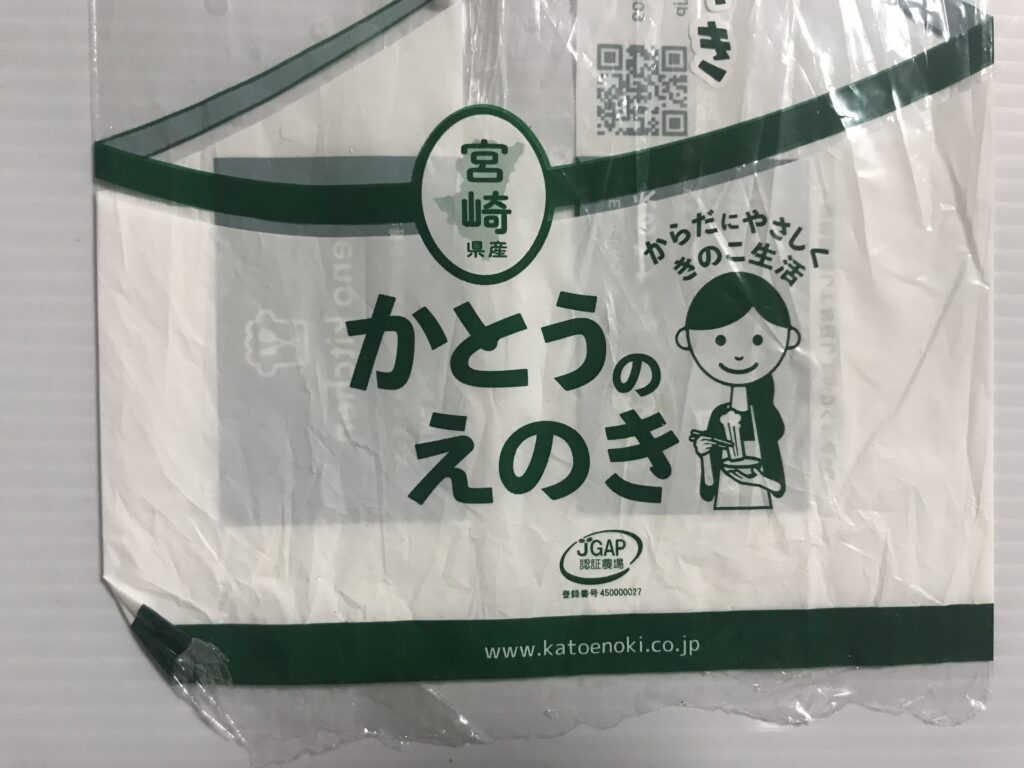 き
宮崎
県産
からだにやさしく
きのこ生活
かとうの
えのき
JGAP
認証農場
登録番号 450000027
www.katoenoki.co.jp